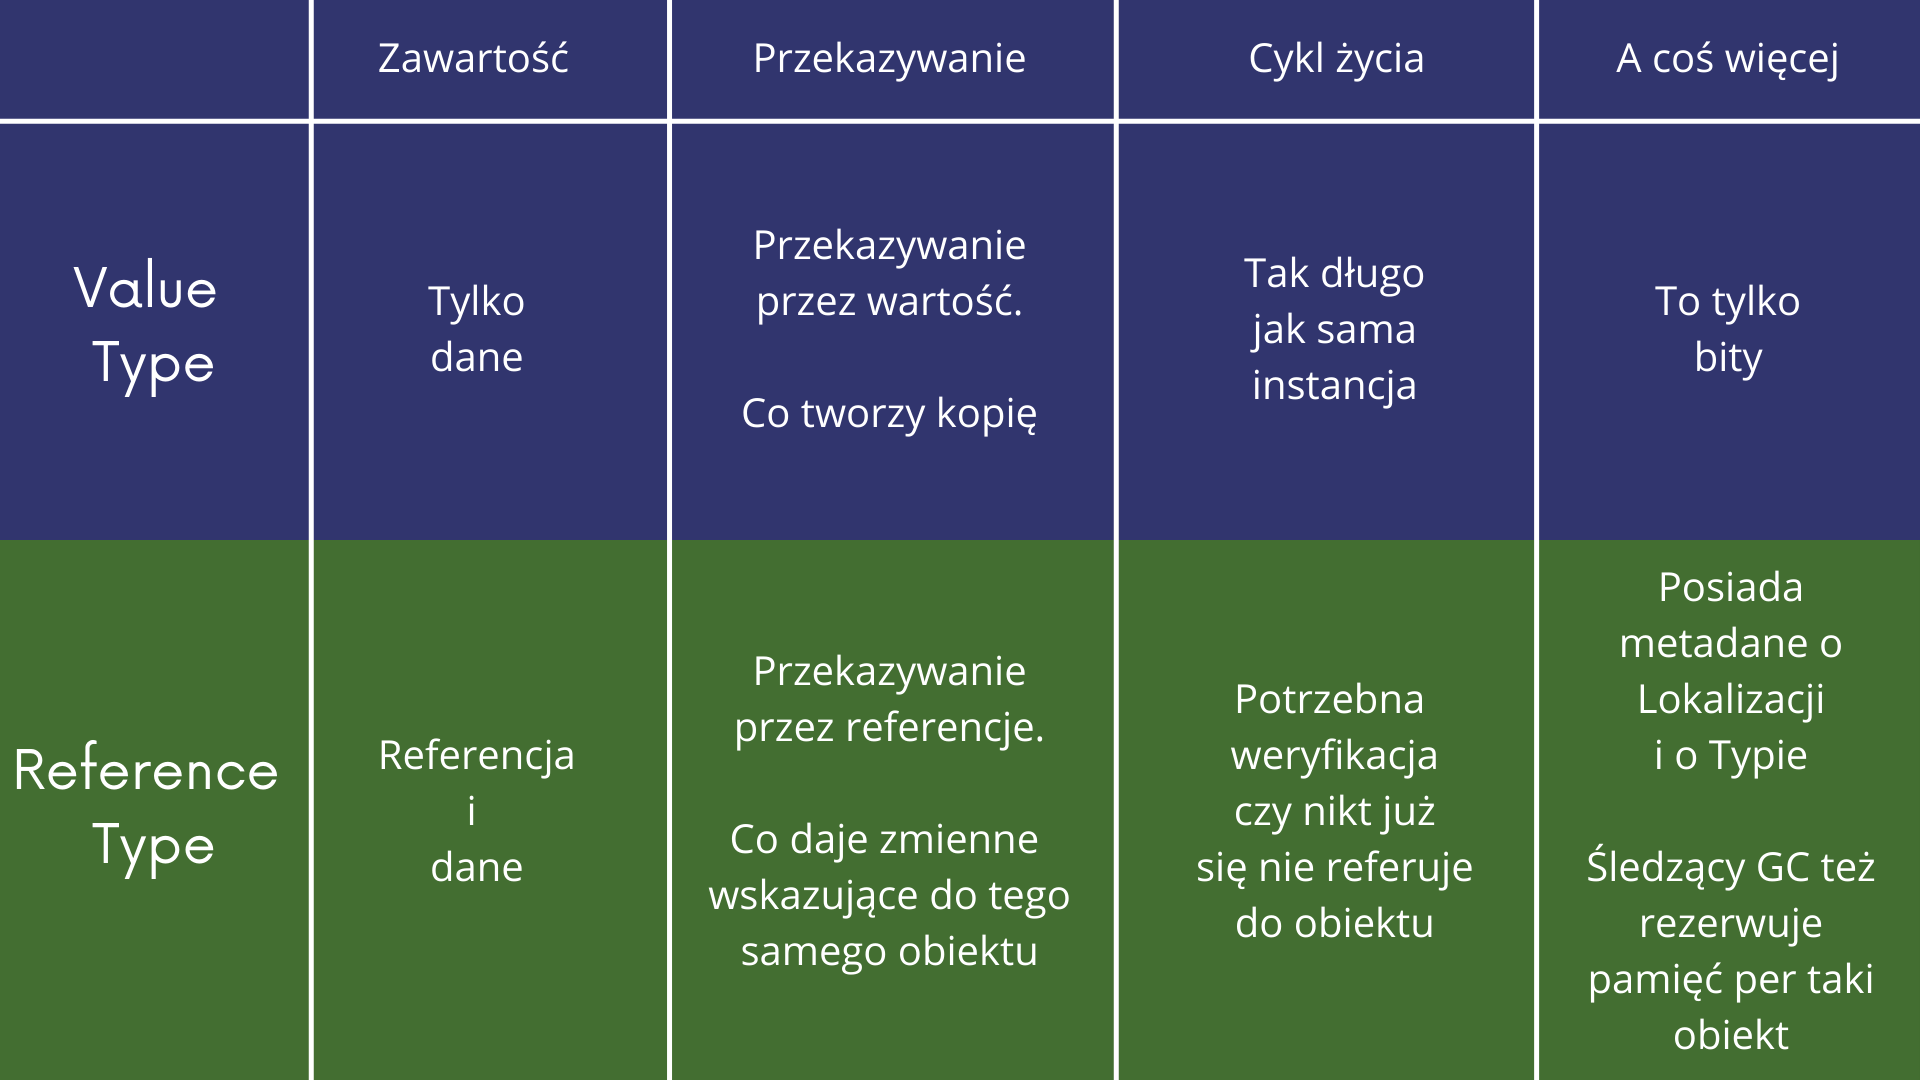 Zawartość
Przekazywanie
Cykl życia
A coś więcej
Value
Type
Tylko
dane
Przekazywanie
przez wartość.
Co tworzy kopię
Tak długo
jak sama
instancja
To tylko
bity
Reference
Type
Referencja
i
dane
Przekazywanie
przez referencje.
Co daje zmienne
wskazujące do tego
samego obiektu
Potrzebna
weryfikacja
czy nikt już
się nie referuje
do obiektu
Posiada
metadane o
Lokalizacji
i o Typie
Śledzący GC też
rezerwuje
pamięć per taki
obiekt